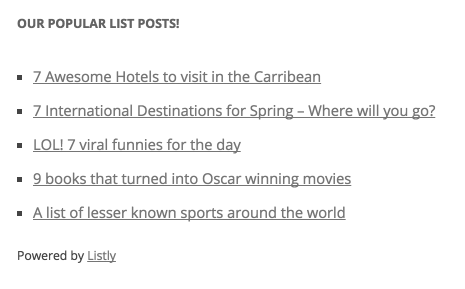 OUR POPULAR LIST POSTS!
7 Awesome Hotels to visit in the Carribean
7 International Destinations for Spring – Where will you go?
LOL! 7 viral funnies for the day
9 books that turned into Oscar winning movies
A list of lesser known sports around the world
Powered by Listly